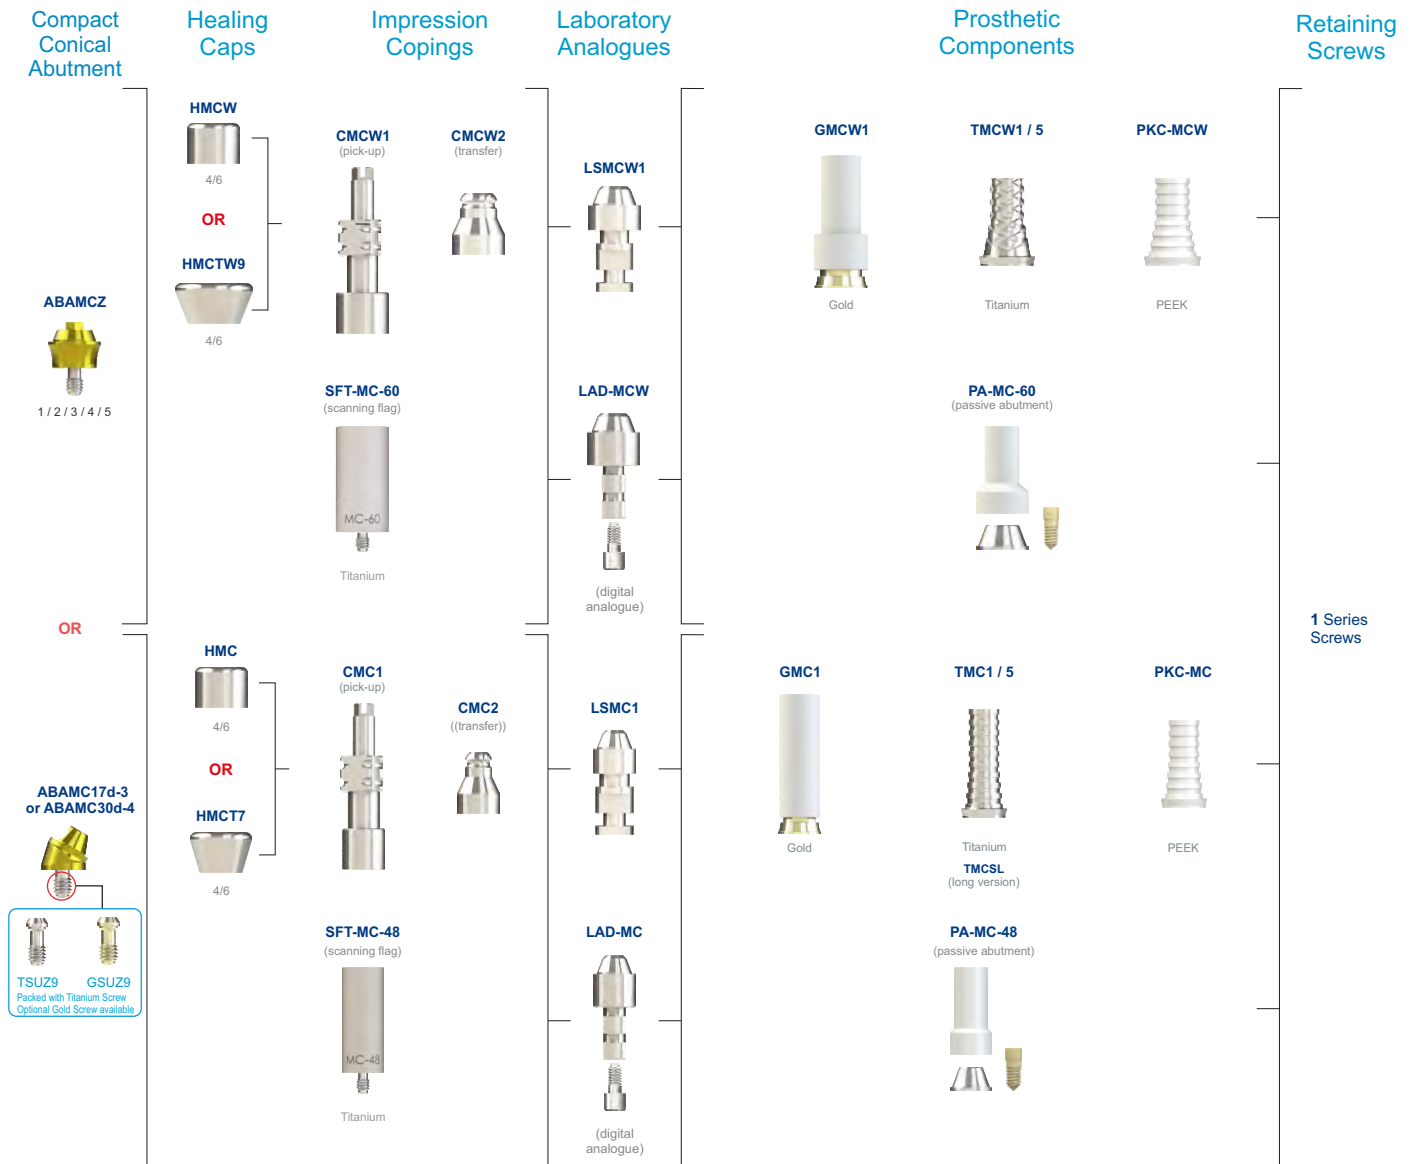 Compact
Conical
Abutment
Healing
Caps
Impression
Copings
Laboratory
Analogues
Prosthetic
Components
Retaining
Screws
ABAMCZ
1 / 2 / 3 / 4 / 5
HMCW
4/6
OR
HMCTW9
4/6
CMCW1
(pick-up)
CMCW2
(transfer)
LSMCW1
GMCW1
Gold
TMCW1 / 5
Titanium
PKC-MCW
PEEK
SFT-MC-60
(scanning flag)
MC-60
Titanium
LAD-MCW
(digital
analogue)
PA-MC-60
(passive abutment)
OR
1 Series
Screws
ABAMC17d-3
or ABAMC30d-4
TSUZ9 GSUZ9
Packed with Titanium Screw
Optional Gold Screw available
HMC
4/6
OR
HMCT7
4/6
CMC1
(pick-up)
CMC2
((transfer))
LSMC1
GMC1
Gold
TMC1 / 5
Titanium
TMCSL
(long version)
PKC-MC
PEEK
SFT-MC-48
(scanning flag)
MC-48
Titanium
LAD-MC
(digital
analogue)
PA-MC-48
(passive abutment)